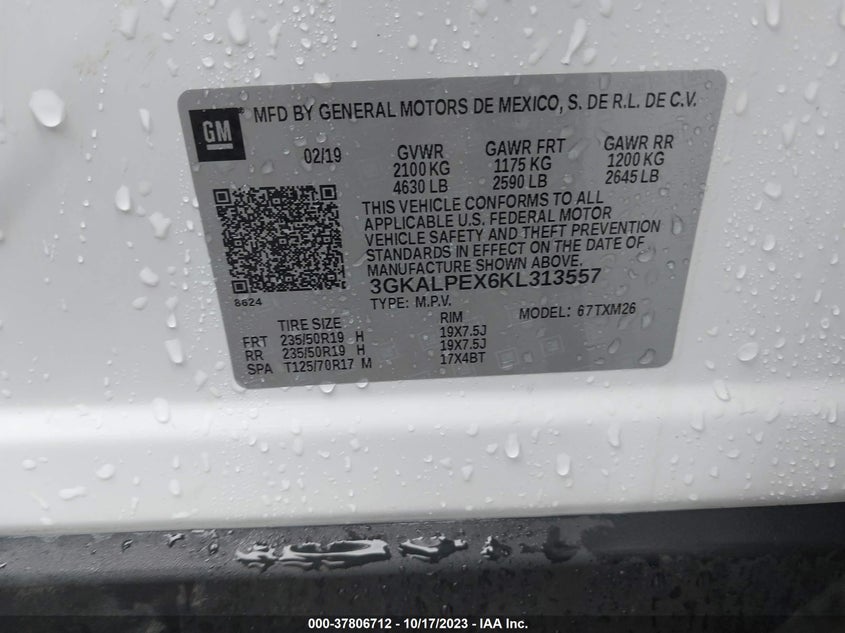 GM
MFD BY GENERAL MOTORS DE MEXICO, S. DE R.L. DE C.V.
02/19 GVWR GAWR FRT GAWR RR
2100 KG 1175 KG 1200 KG
4630 LB 2590 LB 2645 LB
THIS VEHICLE CONFORMS TO ALL
APPLICABLE U.S. FEDERAL MOTOR
VEHICLE SAFETY AND THEFT PREVENTION
STANDARDS IN EFFECT ON THE DATE OF
MANUFACTURE SHOWN ABOVE.
3GKALPEX6KL313557
8624
TYPE: M.P.V. MODEL: 67TXM26
TIRE SIZE RIM
FRT 235/50R19 H 19X7.5J
RR 235/50R19 H 19X7.5J
SPA T125/70R17 M 17X4BT
000-37806712 - 10/17/2023 - IAA Inc.